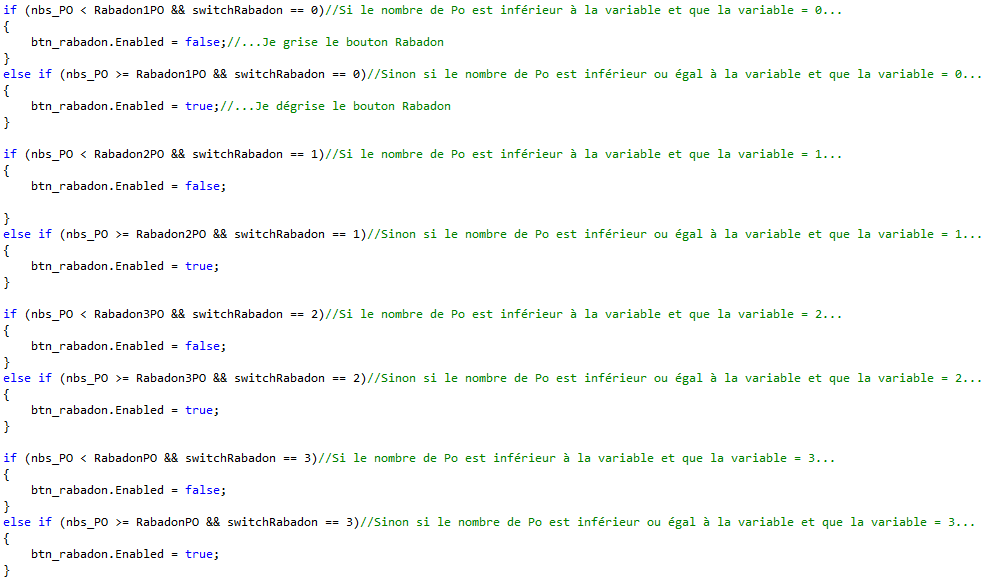 if (nbs_PO < Rabadon1PO && switchRabadon == 0)//Si le nombre de Po est inférieur à la variable et que la variable = 0...
{
    btn_rabadon.Enabled = false;//...Je grise le bouton Rabadon
}
else if (nbs_PO >= Rabadon1PO && switchRabadon == 0)//Sinon si le nombre de Po est inférieur ou égal à la variable et que la variable = 0...
{
    btn_rabadon.Enabled = true;//...Je dégrise le bouton Rabadon
}
if (nbs_PO < Rabadon2PO && switchRabadon == 1)//Si le nombre de Po est inférieur à la variable et que la variable = 1...
{
    btn_rabadon.Enabled = false;
}
else if (nbs_PO >= Rabadon2PO && switchRabadon == 1)//Sinon si le nombre de Po est inférieur ou égal à la variable et que la variable = 1...
{
    btn_rabadon.Enabled = true;
}
if (nbs_PO < Rabadon3PO && switchRabadon == 2)//Si le nombre de Po est inférieur à la variable et que la variable = 2...
{
    btn_rabadon.Enabled = false;
}
else if (nbs_PO >= Rabadon3PO && switchRabadon == 2)//Sinon si le nombre de Po est inférieur ou égal à la variable et que la variable = 2...
{
    btn_rabadon.Enabled = true;
}
if (nbs_PO < RabadonPO && switchRabadon == 3)//Si le nombre de Po est inférieur à la variable et que la variable = 3...
{
    btn_rabadon.Enabled = false;
}
else if (nbs_PO >= RabadonPO && switchRabadon == 3)//Sinon si le nombre de Po est inférieur ou égal à la variable et que la variable = 3...
{
    btn_rabadon.Enabled = true;
}